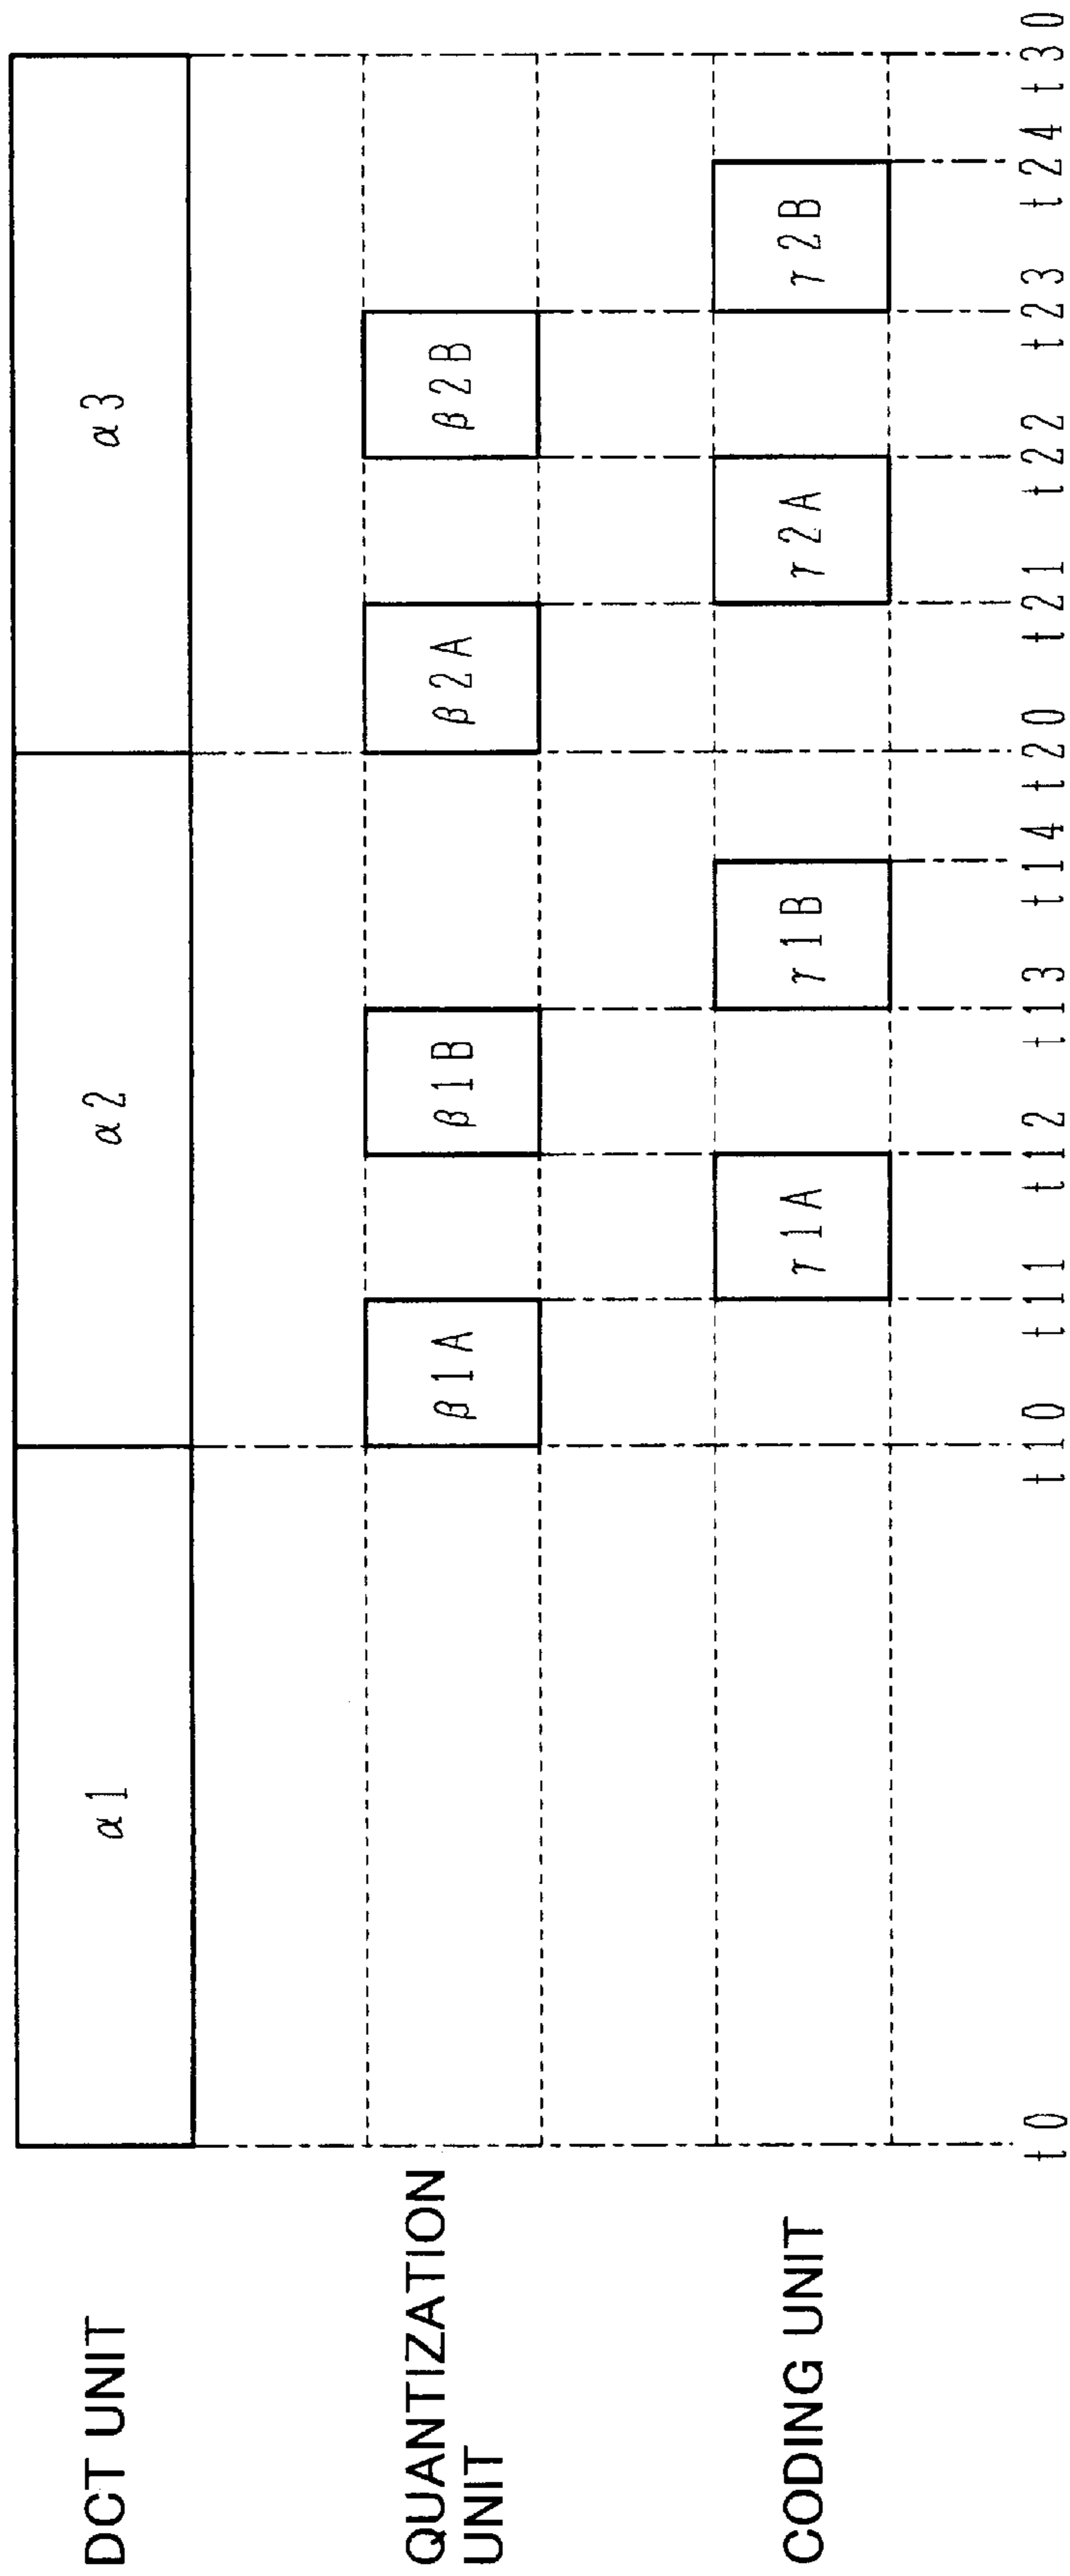 DCT UNIT
α1
α2
α3
QUANTIZATION
UNIT
β1A
β1B
β2A
β2B
CODING UNIT
γ1A
γ1B
γ2A
γ2B
t0
t10
t11
t12
t13
t14
t20
t21
t22
t23
t24
t30